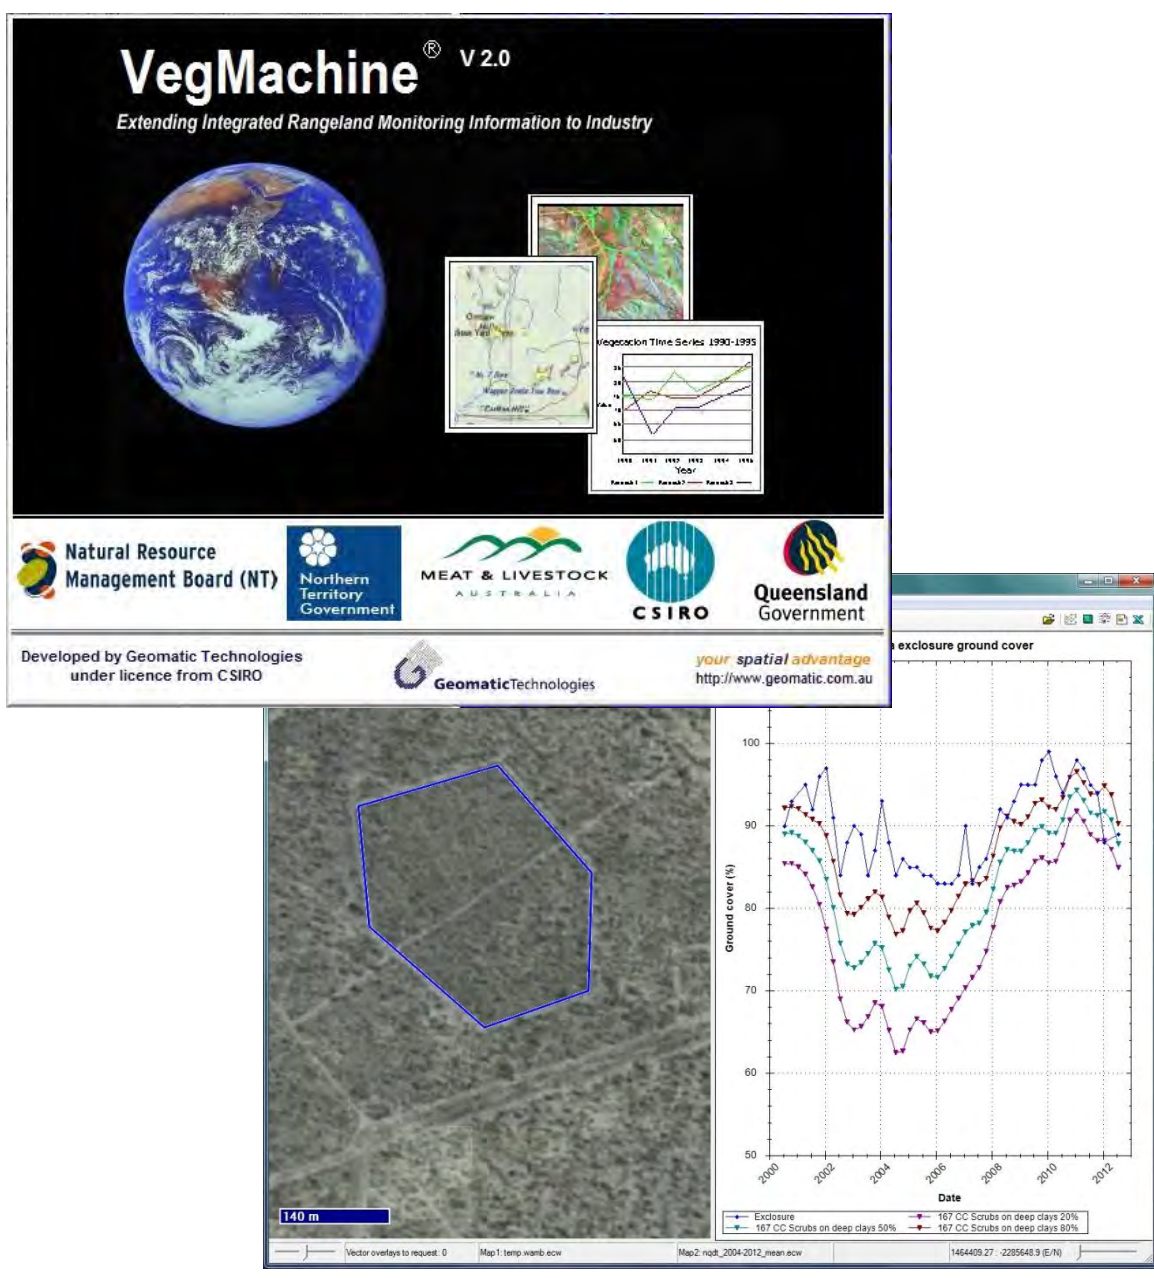 VegMachine® V 2.0
Extending Integrated Rangeland Monitoring Information to Industry
"No. 7 Bore
"Carlton Hill"
Vegetation Time Series 1990-1995
Year
Natural Resource
Management Board (NT)
Northern
Territory
Government
MEAT & LIVESTOCK
AUSTRALIA
CSIRO
Queensland
Government
Developed by Geomatic Technologies
under licence from CSIRO
GeomaticTechnologies
your spatial advantage
http://www.geomatic.com.au
exclosure ground cover
100
90
80
70
60
50
Ground cover (%)
2000
2002
2004
2006
2008
2010
2012
Date
Exclosure
167 CC Scrubs on deep clays 20%
167 CC Scrubs on deep clays 50%
167 CC Scrubs on deep clays 80%
140 m
Vector overlays to request: 0
Map1: temp.wamb.ecw
Map2: nqdt_2004-2012_mean.ecw
1464409.27 : -2285648.9 (E/N)